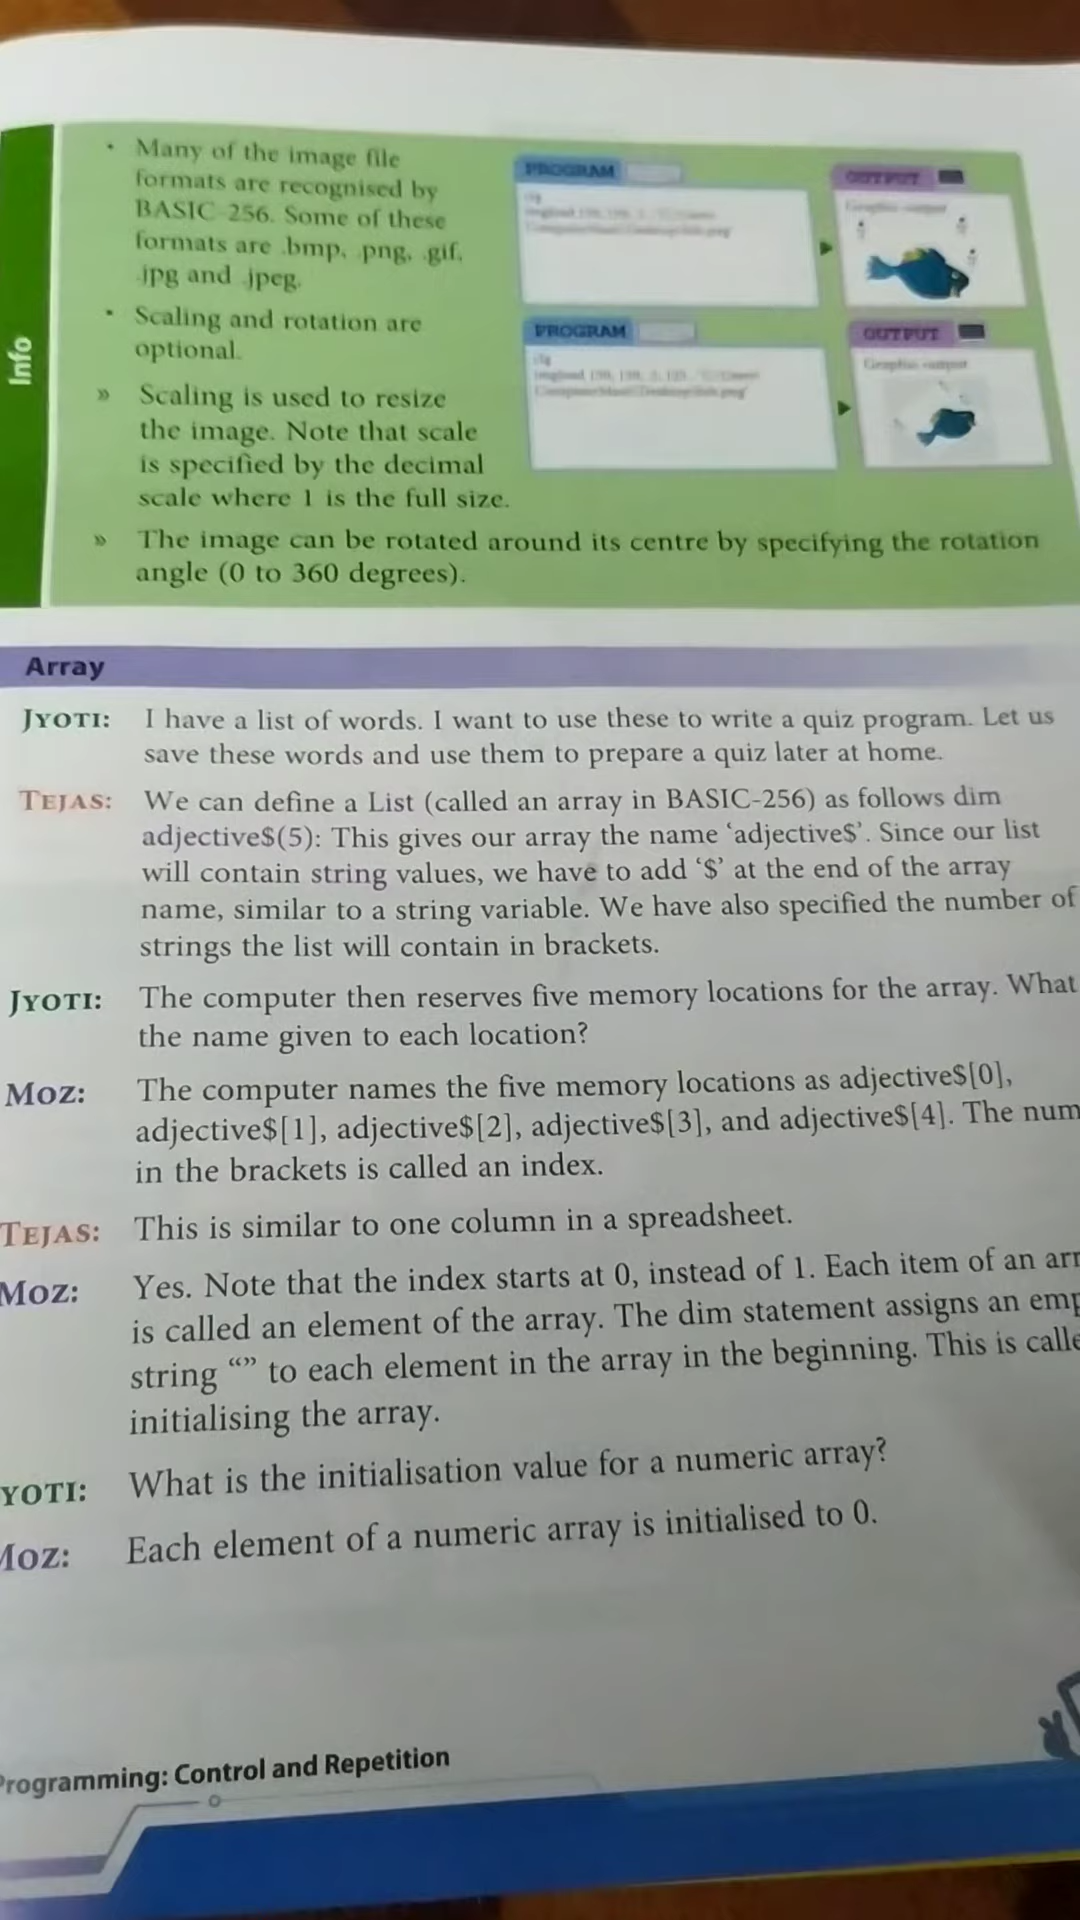 Info
• Many of the image file
formats are recognised by
BASIC-256. Some of these
formats are .bmp, .png, .gif,
.jpg and .jpeg.
• Scaling and rotation are
optional.
» Scaling is used to resize
the image. Note that scale
is specified by the decimal
scale where 1 is the full size.
» The image can be rotated around its centre by specifying the rotation
angle (0 to 360 degrees).
PROGRAM
clg
OUTPUT
Graphic output
PROGRAM
clg
OUTPUT
Graphic output
Array
JYOTI: I have a list of words. I want to use these to write a quiz program. Let us
save these words and use them to prepare a quiz later at home.
TEJAS: We can define a List (called an array in BASIC-256) as follows dim
adjective$(5): This gives our array the name ‘adjective$’. Since our list
will contain string values, we have to add ‘$’ at the end of the array
name, similar to a string variable. We have also specified the number of
strings the list will contain in brackets.
JYOTI: The computer then reserves five memory locations for the array. What
the name given to each location?
MOZ: The computer names the five memory locations as adjective$[0],
adjective$[1], adjective$[2], adjective$[3], and adjective$[4]. The num
in the brackets is called an index.
TEJAS: This is similar to one column in a spreadsheet.
MOZ: Yes. Note that the index starts at 0, instead of 1. Each item of an arr
is called an element of the array. The dim statement assigns an emp
string “” to each element in the array in the beginning. This is calle
initialising the array.
YOTI: What is the initialisation value for a numeric array?
MOZ: Each element of a numeric array is initialised to 0.
Programming: Control and Repetition